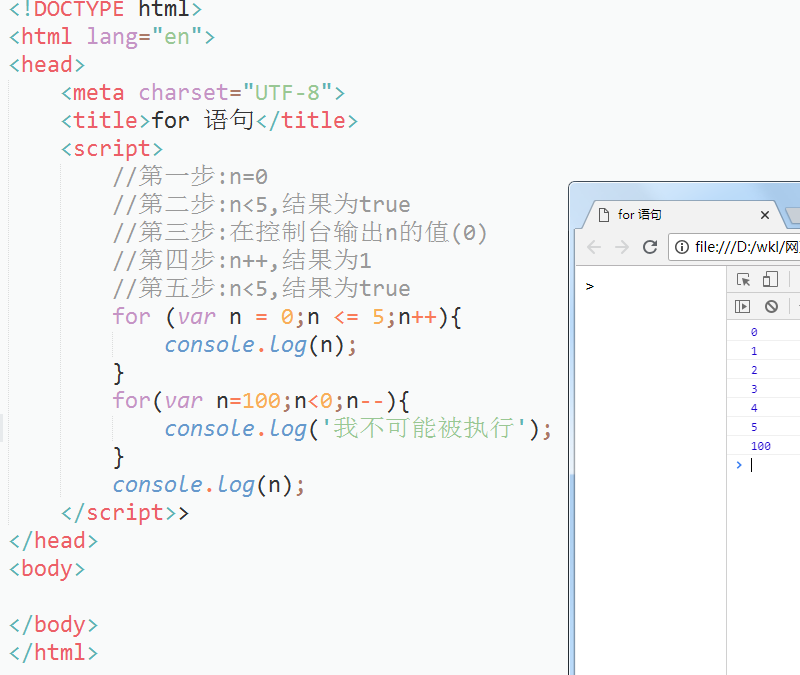 <!DOCTYPE html>
<html lang="en">
<head>
    <meta charset="UTF-8">
    <title>for 语句</title>
    <script>
        //第一步:n=0
        //第二步:n<5,结果为true
        //第三步:在控制台输出n的值(0)
        //第四步:n++,结果为1
        //第五步:n<5,结果为true
        for (var n = 0;n <= 5;n++){
            console.log(n);
        }
        for(var n=100;n<0;n--){
            console.log('我不可能被执行');
        }
        console.log(n);
    </script>>
</head>
<body>

</body>
</html>
for 语句
file:///D:/wkl/网
>
0
1
2
3
4
5
100
>